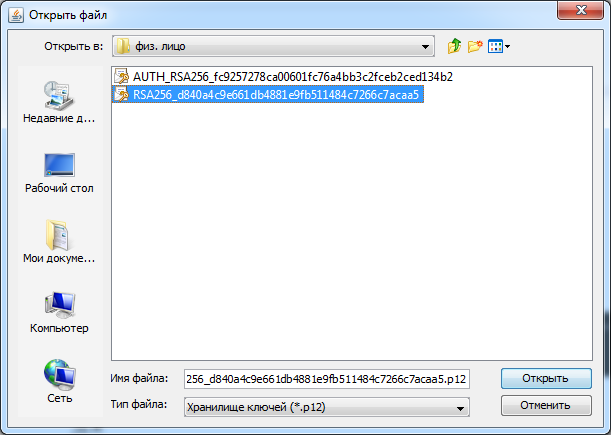 Открыть файл
Открыть в:
физ. лицо
AUTH_RSA256_fc9257278ca00601fc76a4bb3c2fceb2ced134b2
RSA256_d840a4c9e661db4881e9fb511484c7266c7acaa5
Недавние д...
Рабочий стол
Мои докуме...
Компьютер
Сеть
Имя файла:
256_d840a4c9e661db4881e9fb511484c7266c7acaa5.p12
Открыть
Тип файла:
Хранилище ключей (*.p12)
Отменить